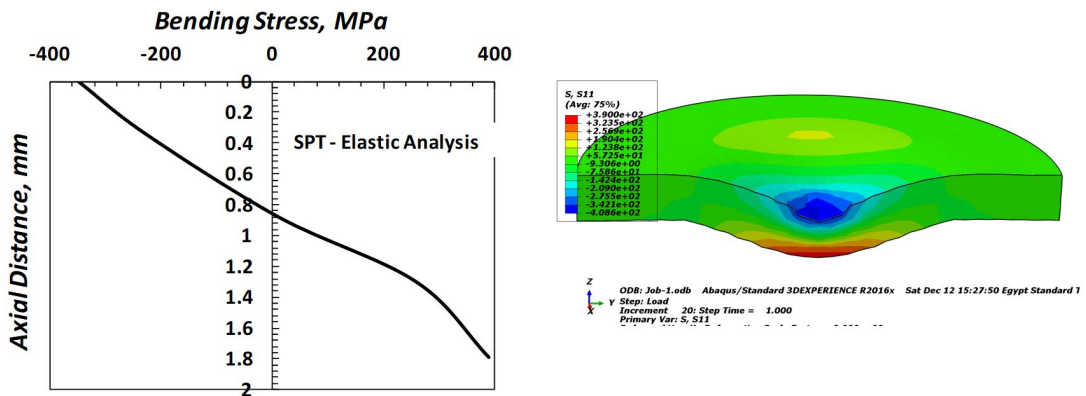 Bending Stress, MPa
-400 -200 0 200 400
0
0.2
0.4
0.6
0.8
1
1.2
1.4
1.6
1.8
2
Axial Distance, mm
SPT - Elastic Analysis
S, S11
(Avg: 75%)
+3.900e+02
+3.235e+02
+2.569e+02
+1.904e+02
+1.238e+02
+5.725e+01
-9.306e+00
-7.586e+01
-1.424e+02
-2.090e+02
-2.755e+02
-3.421e+02
-4.086e+02
Z
Y
X
ODB: Job-1.odb Abaqus/Standard 3DEXPERIENCE R2016x Sat Dec 12 15:27:50 Egypt Standard T
Step: Load
Increment 20: Step Time = 1.000
Primary Var: S, S11